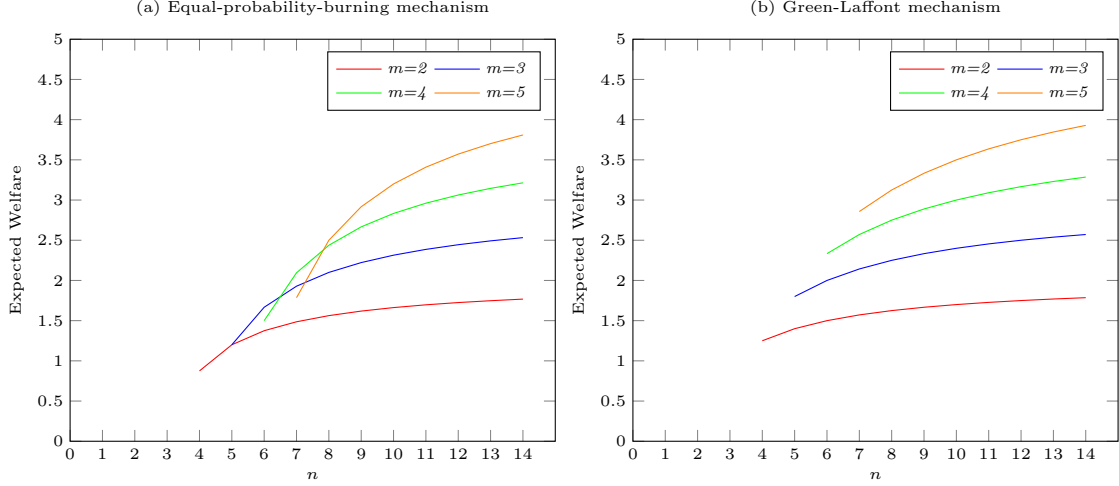 (a) Equal-probability-burning mechanism
5
4.5
4
3.5
3
2.5
2
1.5
1
0.5
0
Expected Welfare
0 1 2 3 4 5 6 7 8 9 10 11 12 13 14
n
m=2 m=3
m=4 m=5
(b) Green-Laffont mechanism
5
4.5
4
3.5
3
2.5
2
1.5
1
0.5
0
Expected Welfare
0 1 2 3 4 5 6 7 8 9 10 11 12 13 14
n
m=2 m=3
m=4 m=5